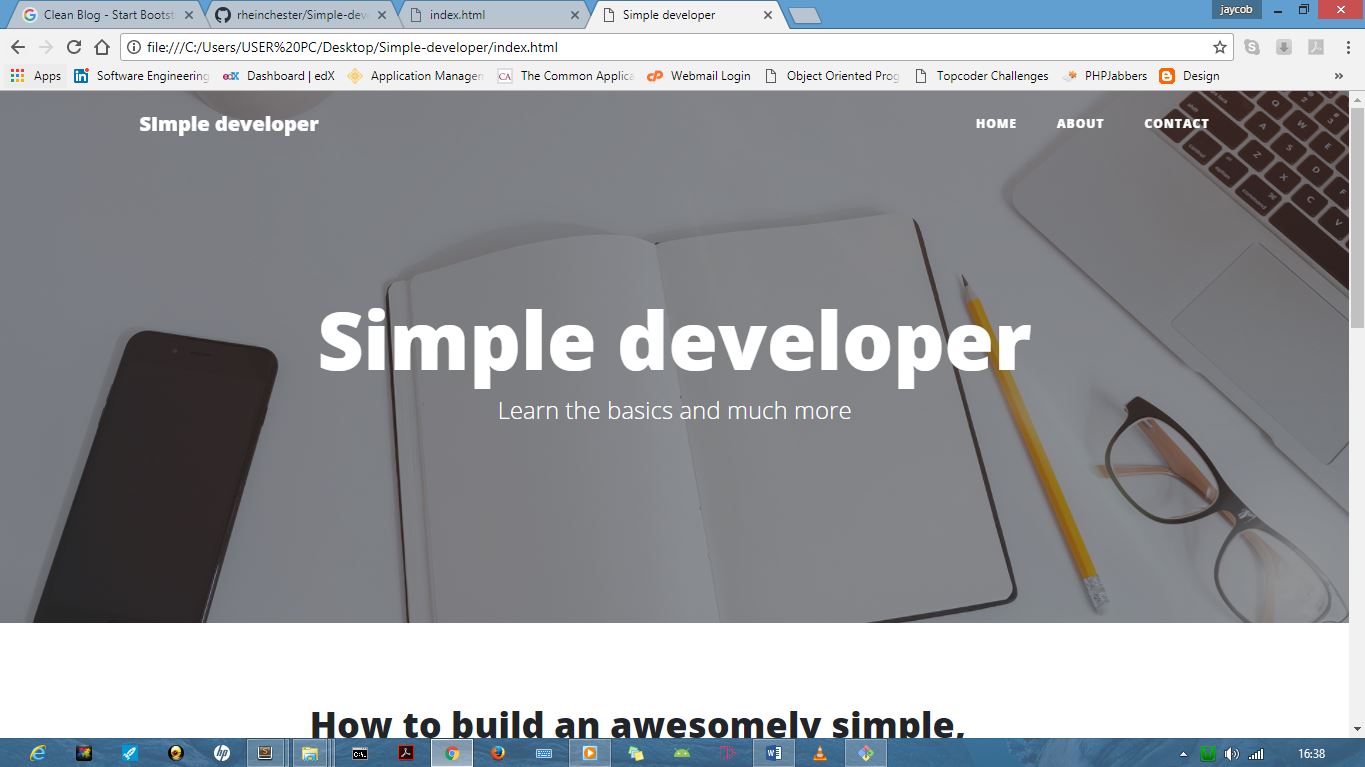 jaycob
Clean Blog - Start Bootst
rheinchester/Simple-dev
index.html
Simple developer
file:///C:/Users/USER%20PC/Desktop/Simple-developer/index.html
Apps Software Engineering Dashboard | edX Application Managem The Common Applica Webmail Login Object Oriented Prog Topcoder Challenges PHPJabbers Design »
SImple developer
HOME ABOUT CONTACT
Simple developer
Learn the basics and much more
How to build an awesomely simple,
16:38